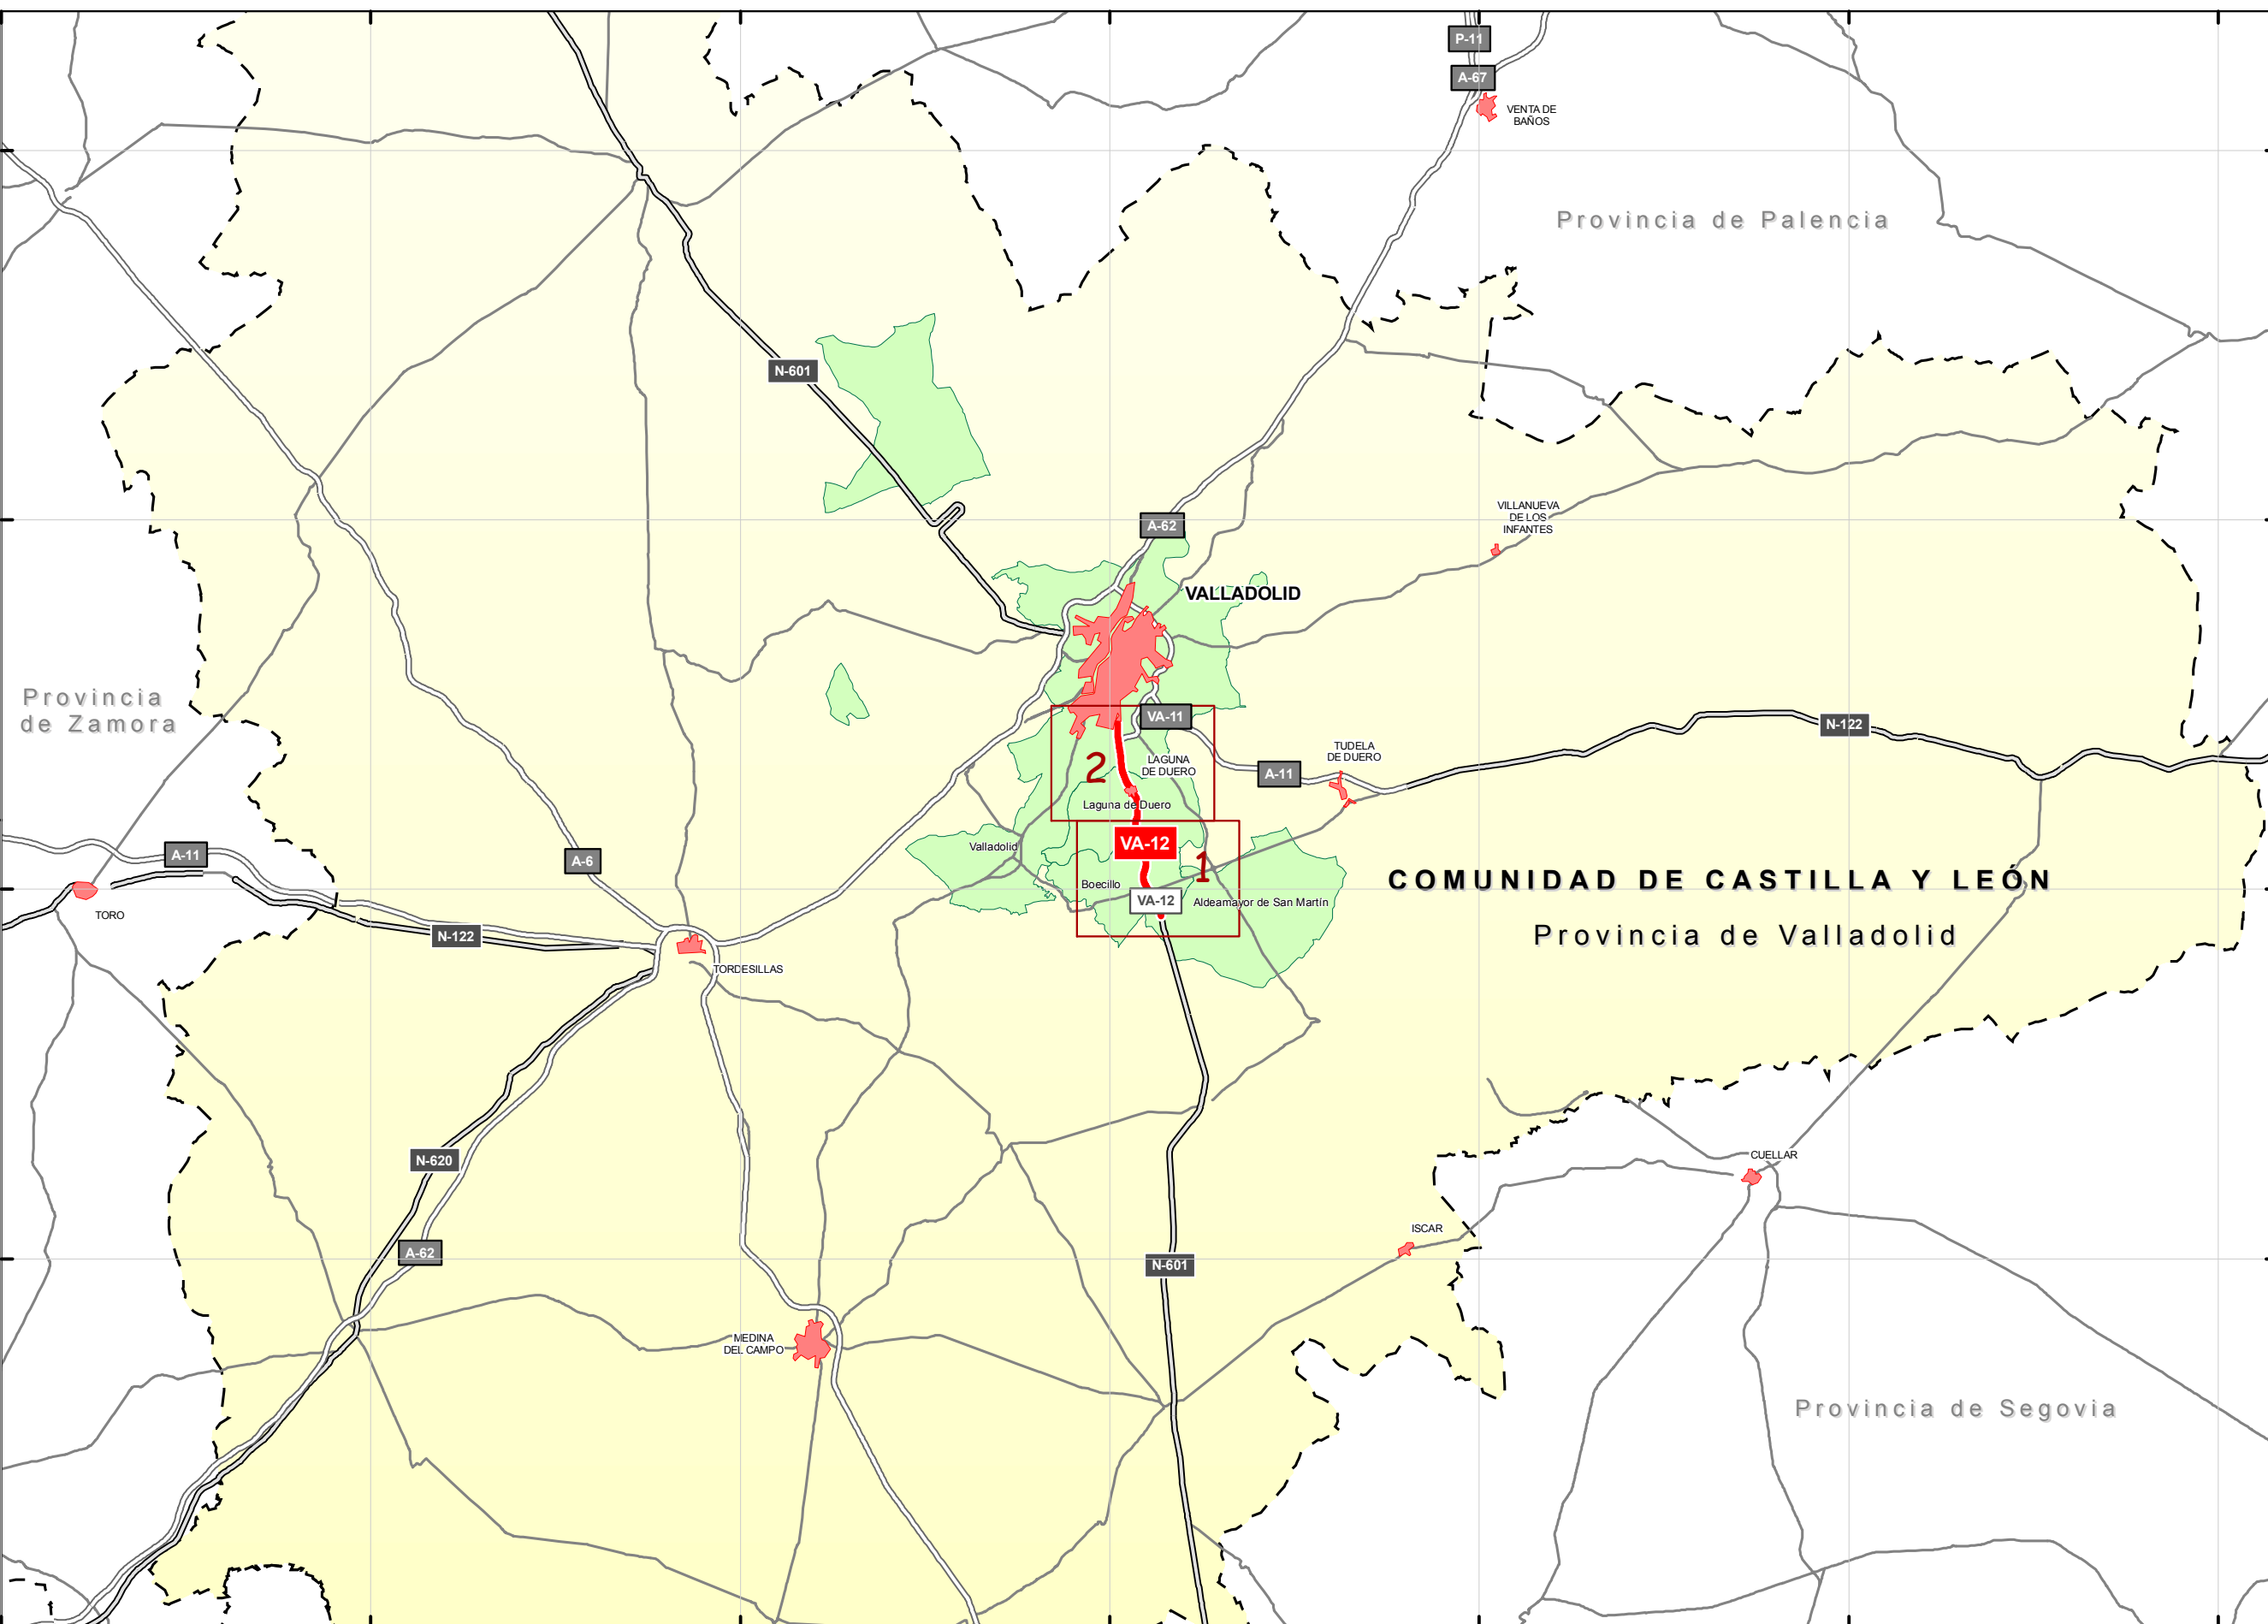 P-11
A-67
VENTA DE
BAÑOS
Provincia de Palencia
N-601
VILLANUEVA
DE LOS
INFANTES
A-62
VALLADOLID
Provincia
de Zamora
VA-11
N-122
TUDELA
DE DUERO
LAGUNA
DE DUERO
2
A-11
Laguna de Duero
VA-12
Valladolid
A-11
A-6
1
Boecillo
COMUNIDAD DE CASTILLA Y LEÓN
VA-12
Aldeamayor de San Martín
TORO
N-122
Provincia de Valladolid
TORDESILLAS
N-620
CUELLAR
ISCAR
A-62
N-601
MEDINA
DEL CAMPO
Provincia de Segovia